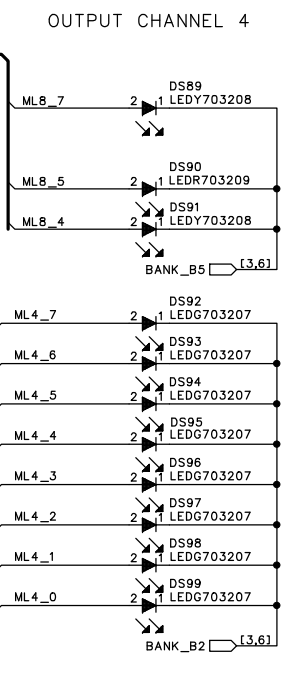 OUTPUT CHANNEL 4
DS89
ML8_7 2 1 LEDY703208
DS90
ML8_5 2 1 LEDR703209
DS91
ML8_4 2 1 LEDY703208
BANK_B5 [3,6]
DS92
ML4_7 2 1 LEDG703207
DS93
ML4_6 2 1 LEDG703207
DS94
ML4_5 2 1 LEDG703207
DS95
ML4_4 2 1 LEDG703207
DS96
ML4_3 2 1 LEDG703207
DS97
ML4_2 2 1 LEDG703207
DS98
ML4_1 2 1 LEDG703207
DS99
ML4_0 2 1 LEDG703207
BANK_B2 [3,6]